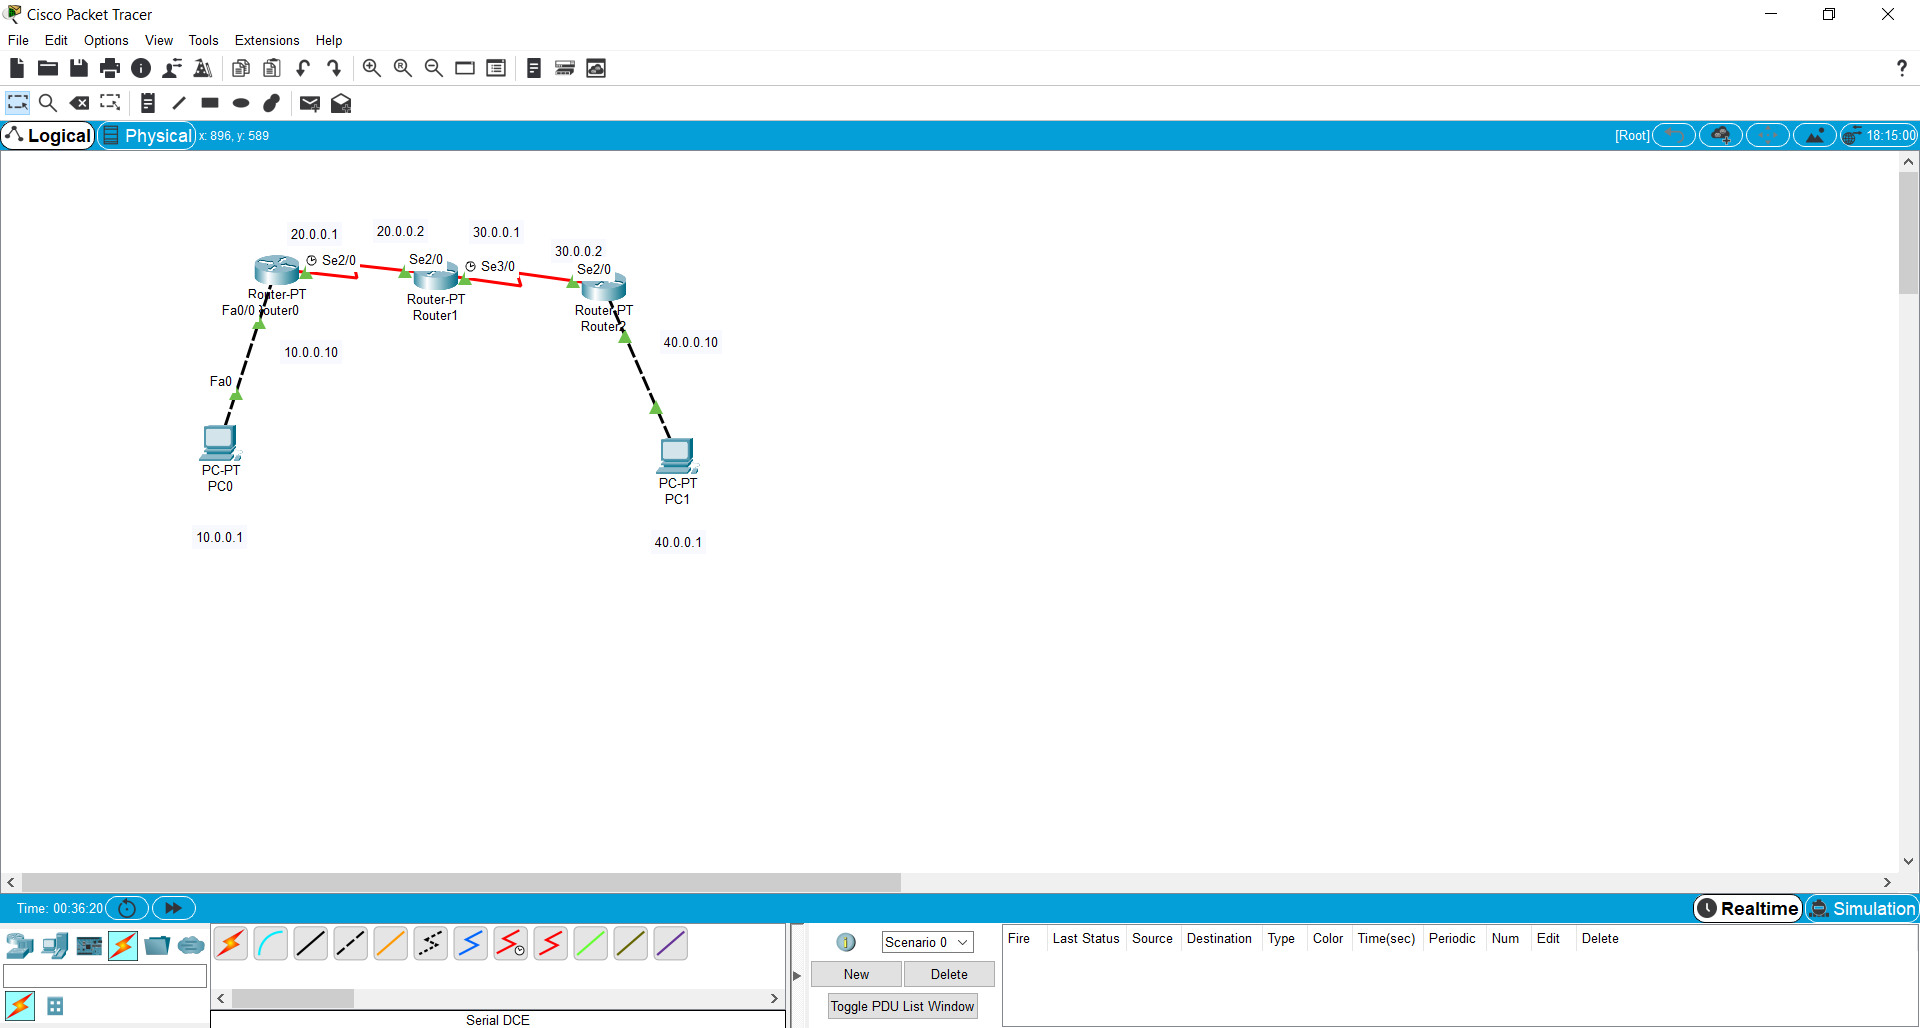 Cisco Packet Tracer
File Edit Options View Tools Extensions Help
?
Logical Physical x: 896, y: 589 [Root] 18:15:00
20.0.0.1 20.0.0.2 30.0.0.1
30.0.0.2
Se2/0 Se2/0 Se3/0 Se2/0
Router-PT
Fa0/0 router0
Router-PT
Router1
Router-PT
Router2
10.0.0.10
40.0.0.10
Fa0
PC-PT
PC0
PC-PT
PC1
10.0.0.1
40.0.0.1
Time: 00:36:20 Realtime Simulation
Scenario 0
New Delete
Toggle PDU List Window
Fire Last Status Source Destination Type Color Time(sec) Periodic Num Edit Delete
Serial DCE